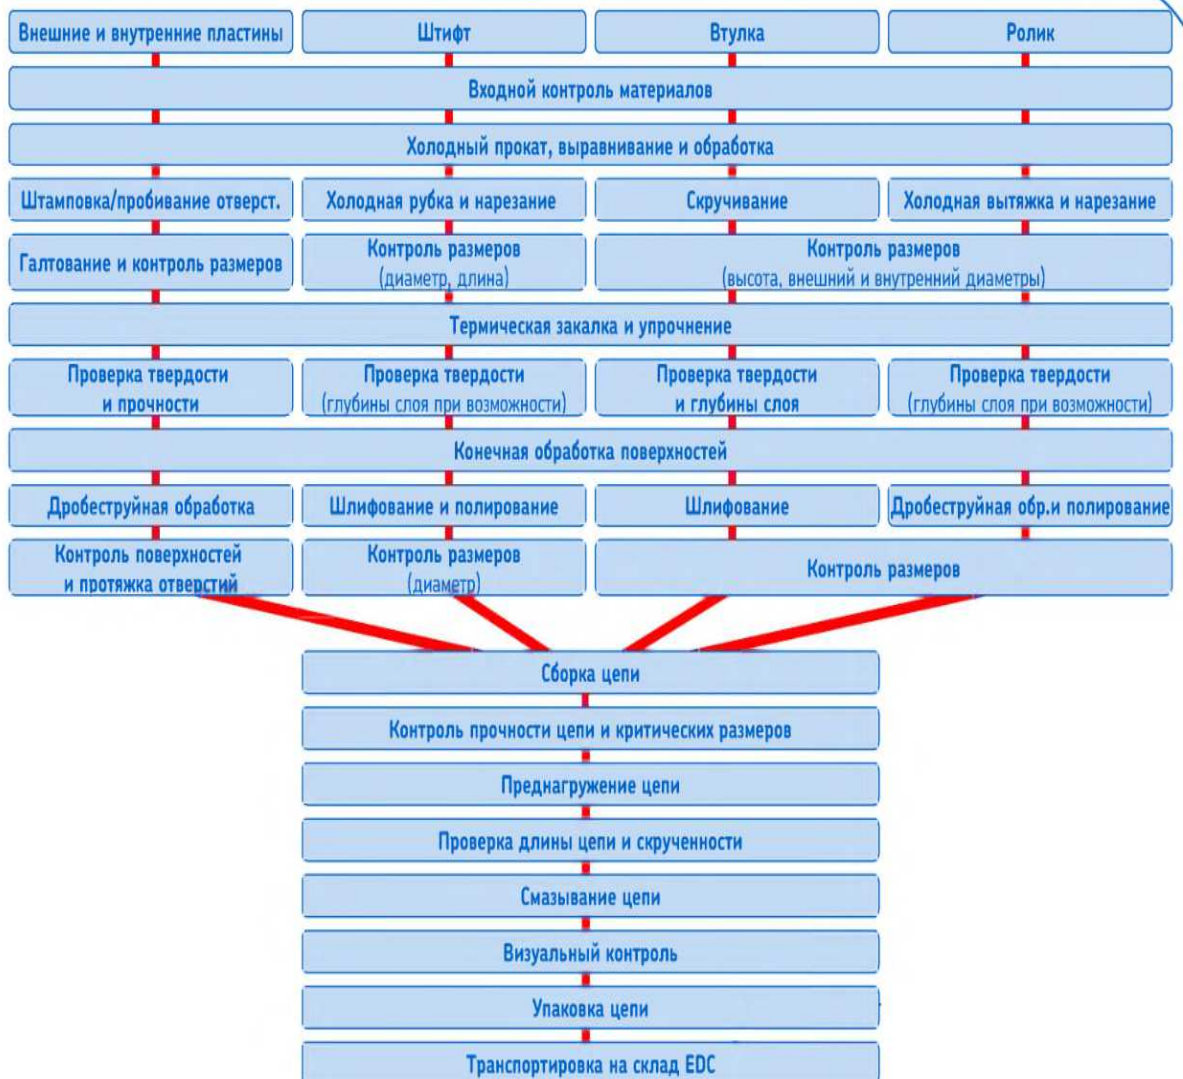 Внешние и внутренние пластины
Штифт
Втулка
Ролик
Входной контроль материалов
Холодный прокат, выравнивание и обработка
Штамповка/пробивание отверст.
Холодная рубка и нарезание
Скручивание
Холодная вытяжка и нарезание
Галтование и контроль размеров
Контроль размеров
(диаметр, длина)
Контроль размеров
(высота, внешний и внутренний диаметры)
Термическая закалка и упрочнение
Проверка твердости
и прочности
Проверка твердости
(глубины слоя при возможности)
Проверка твердости
и глубины слоя
Проверка твердости
(глубины слоя при возможности)
Конечная обработка поверхностей
Дробеструйная обработка
Шлифование и полирование
Шлифование
Дробеструйная обр.и полирование
Контроль поверхностей
и протяжка отверстий
Контроль размеров
(диаметр)
Контроль размеров
Сборка цепи
Контроль прочности цепи и критических размеров
Преднагружение цепи
Проверка длины цепи и скрученности
Смазывание цепи
Визуальный контроль
Упаковка цепи
Транспортировка на склад EDC